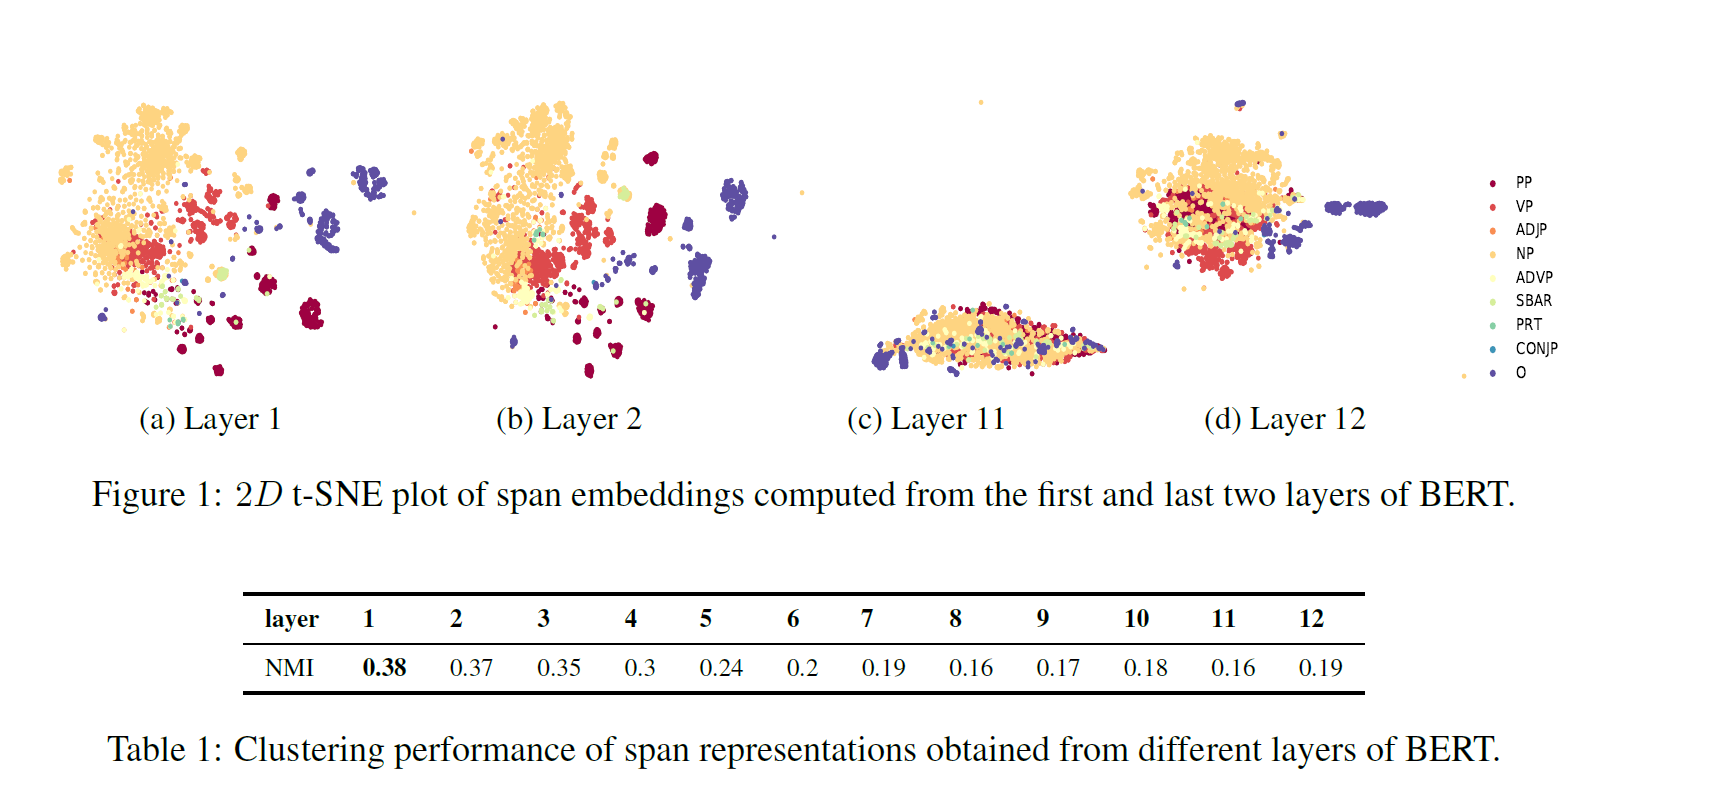 PP
VP
ADJP
NP
ADVP
SBAR
PRT
CONJP
O
(a) Layer 1 (b) Layer 2 (c) Layer 11 (d) Layer 12
Figure 1: 2D t-SNE plot of span embeddings computed from the first and last two layers of BERT.
layer 1 2 3 4 5 6 7 8 9 10 11 12
NMI 0.38 0.37 0.35 0.3 0.24 0.2 0.19 0.16 0.17 0.18 0.16 0.19
Table 1: Clustering performance of span representations obtained from different layers of BERT.